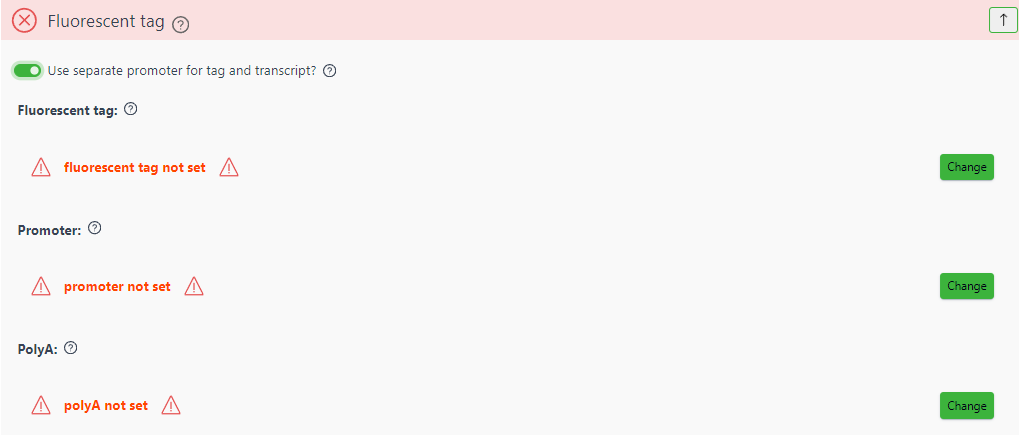 Fluorescent tag ?
↑
Use separate promoter for tag and transcript? ?
Fluorescent tag: ?
fluorescent tag not set
Change
Promoter: ?
promoter not set
Change
PolyA: ?
polyA not set
Change